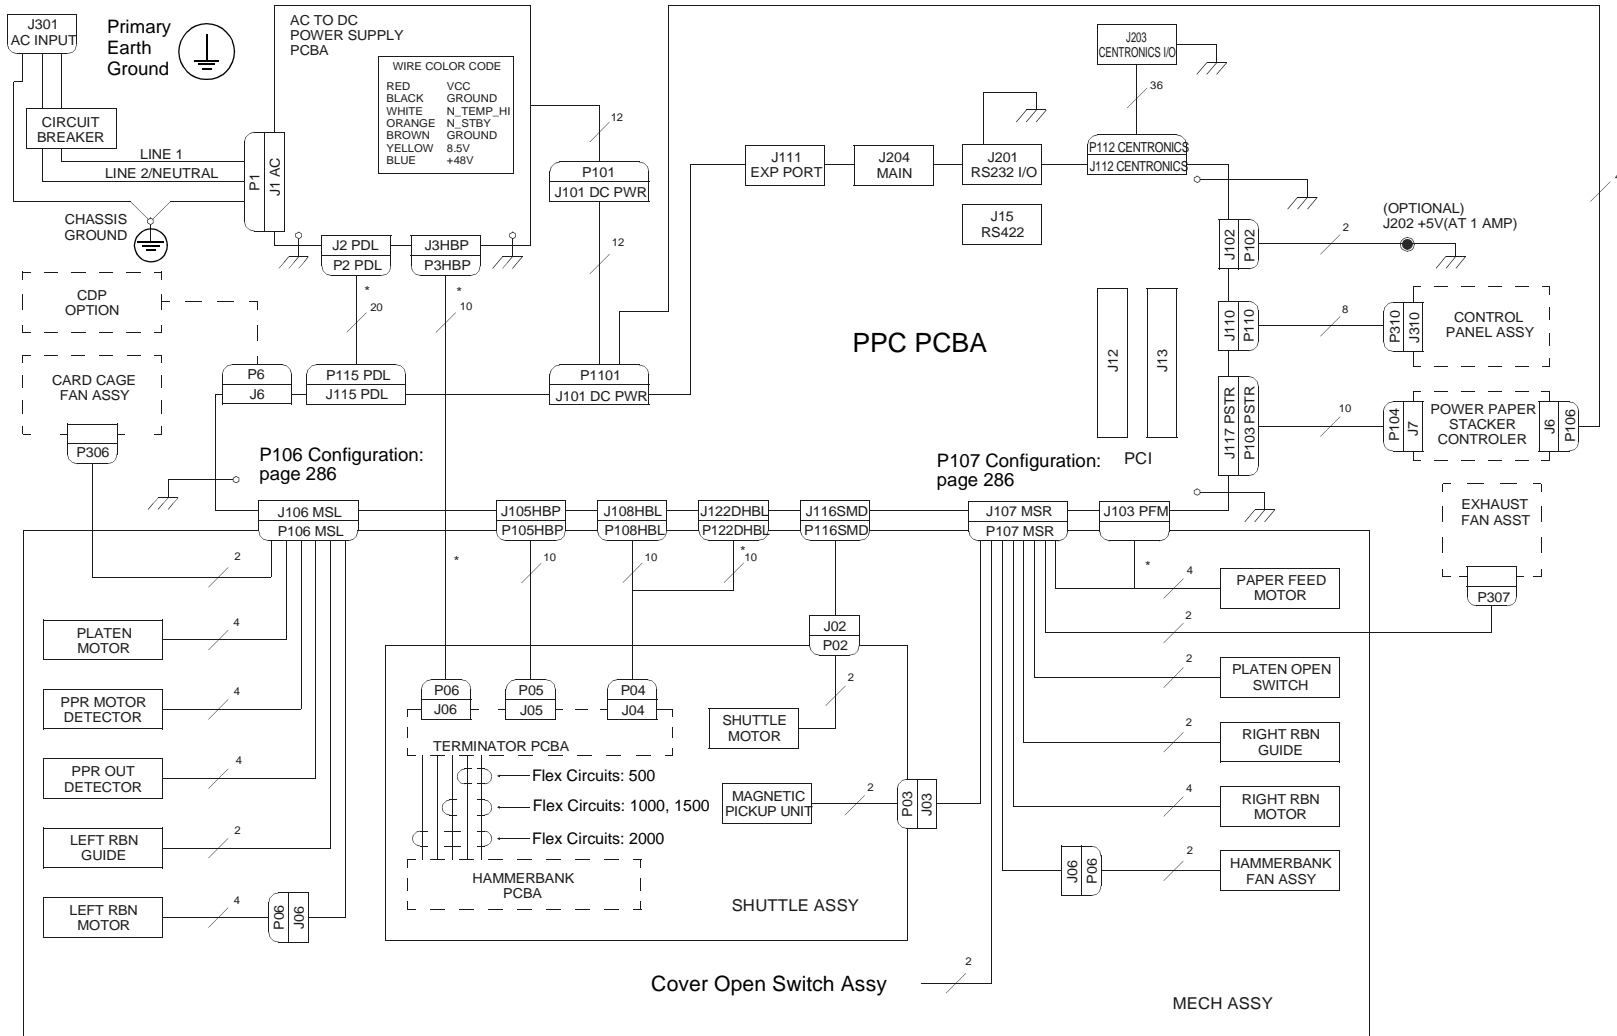 J301
AC INPUT
Primary
Earth
Ground
AC TO DC
POWER SUPPLY
PCBA
WIRE COLOR CODE
RED VCC
BLACK GROUND
WHITE N_TEMP_HI
ORANGE N_STBY
BROWN GROUND
YELLOW 8.5V
BLUE +48V
J203
CENTRONICS I/O
36
CIRCUIT
BREAKER
LINE 1
LINE 2/NEUTRAL
P1
J1 AC
12
P101
J101 DC PWR
12
J111
EXP PORT
J204
MAIN
J201
RS232 I/O
P112 CENTRONICS
J112 CENTRONICS
J15
RS422
CHASSIS
GROUND
J2 PDL
P2 PDL
J3HBP
P3HBP
*
20
*
10
J102
P102
2
(OPTIONAL)
J202 +5V(AT 1 AMP)
CDP
OPTION
CARD CAGE
FAN ASSY
P306
P6
J6
P115 PDL
J115 PDL
P1101
J101 DC PWR
PPC PCBA
J12
J13
PCI
J110
P110
8
P310
J310
CONTROL
PANEL ASSY
J117 PSTR
P103 PSTR
10
P104
J7
POWER PAPER
STACKER
CONTROLER
J6
P106
P106 Configuration:
page 286
P107 Configuration:
page 286
EXHAUST
FAN ASST
P307
J106 MSL
P106 MSL
J105HBP
P105HBP
J108HBL
P108HBL
J122DHBL
P122DHBL
J116SMD
P116SMD
J107 MSR
P107 MSR
J103 PFM
2
*
10
10
*
10
*
4
PAPER FEED
MOTOR
2
PLATEN
MOTOR
4
J02
P02
2
PLATEN OPEN
SWITCH
2
PPR MOTOR
DETECTOR
4
P06
J06
P05
J05
P04
J04
TERMINATOR PCBA
SHUTTLE
MOTOR
2
RIGHT RBN
GUIDE
PPR OUT
DETECTOR
4
Flex Circuits: 500
Flex Circuits: 1000, 1500
Flex Circuits: 2000
MAGNETIC
PICKUP UNIT
2
P03
J03
4
RIGHT RBN
MOTOR
LEFT RBN
GUIDE
2
HAMMERBANK
PCBA
J06
P06
2
HAMMERBANK
FAN ASSY
LEFT RBN
MOTOR
4
P06
J06
SHUTTLE ASSY
Cover Open Switch Assy
2
MECH ASSY